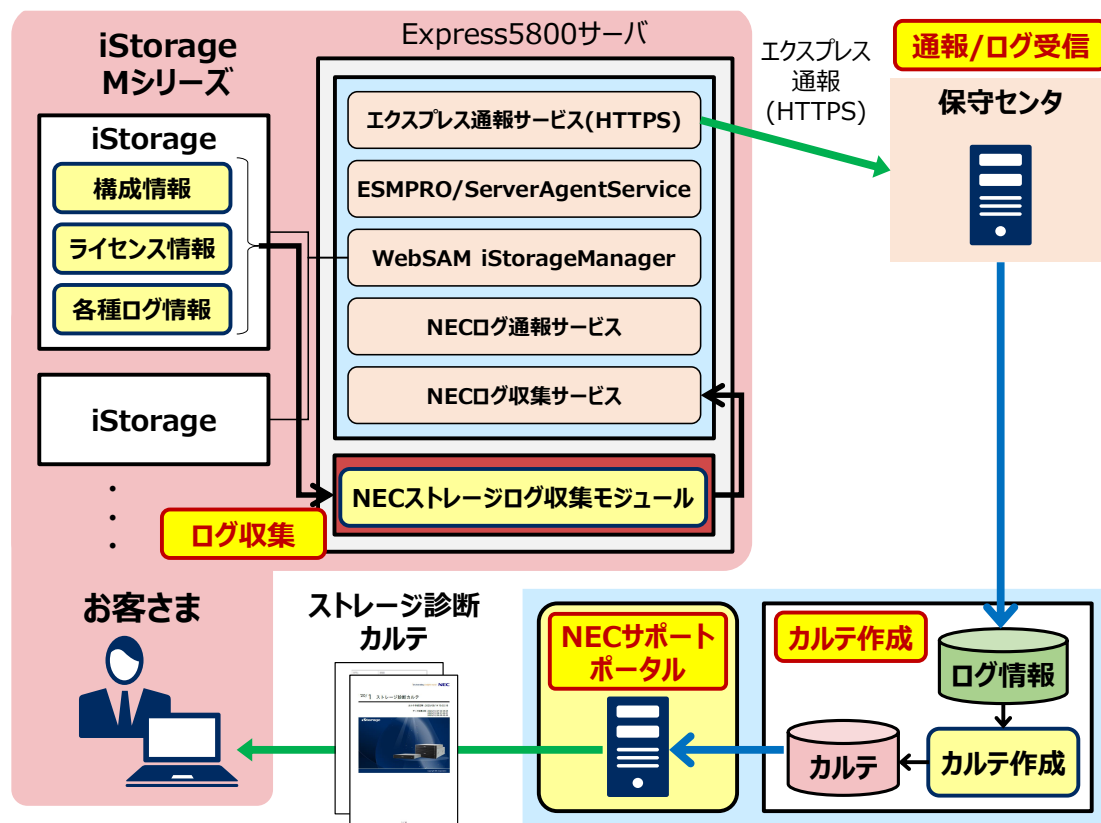 iStorage
Mシリーズ
iStorage
構成情報
ライセンス情報
各種ログ情報
iStorage
・
・
・
ログ収集
Express5800サーバ
エクスプレス通報サービス(HTTPS)
ESMPRO/ServerAgentService
WebSAM iStorageManager
NECログ通報サービス
NECログ収集サービス
NECストレージログ収集モジュール
エクスプレス
通報
(HTTPS)
通報/ログ受信
保守センタ
お客さま
ストレージ診断
カルテ
NEC
ストレージ診断カルテ
iStorage
NECサポート
ポータル
カルテ作成
ログ情報
カルテ作成
カルテ